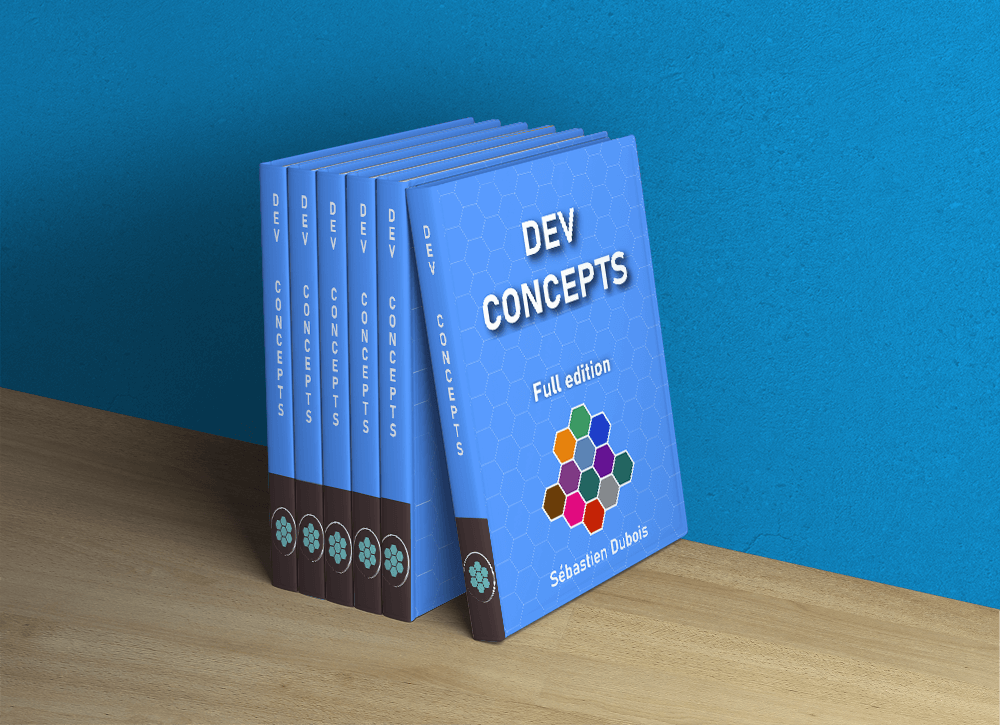 DEV CONCEPTS
DEV CONCEPTS
DEV CONCEPTS
DEV CONCEPTS
DEV CONCEPTS
DEV CONCEPTS
DEV
CONCEPTS
Full edition
Sébastien Dubois